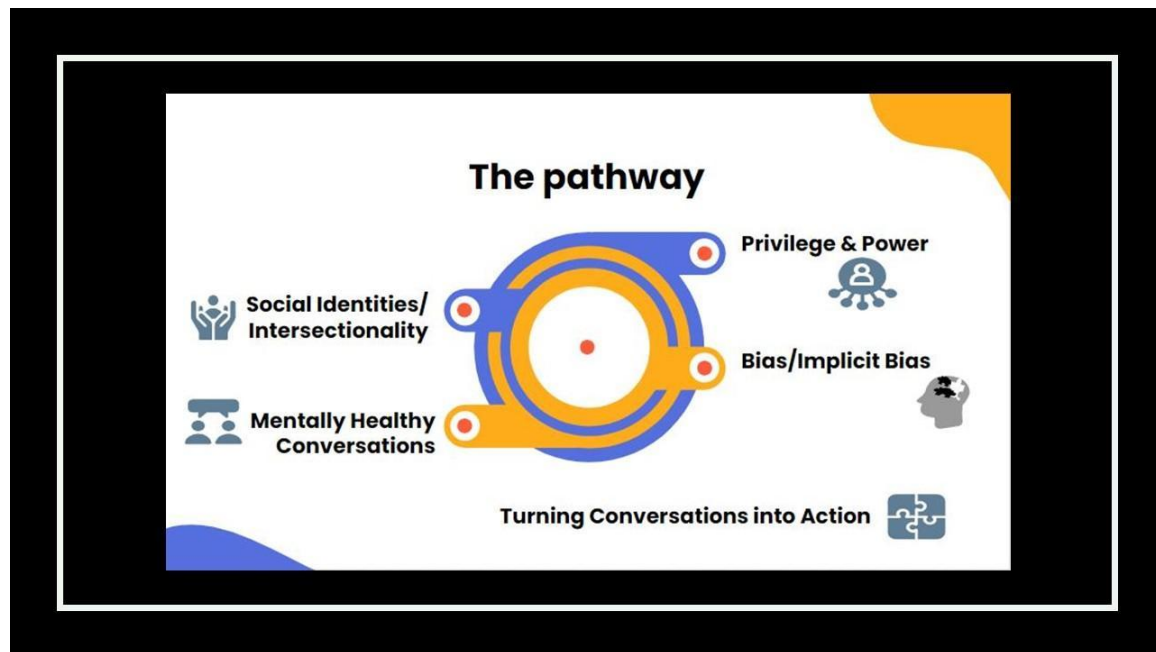 The pathway
Privilege & Power
Social Identities/
Intersectionality
Bias/Implicit Bias
Mentally Healthy
Conversations
Turning Conversations into Action